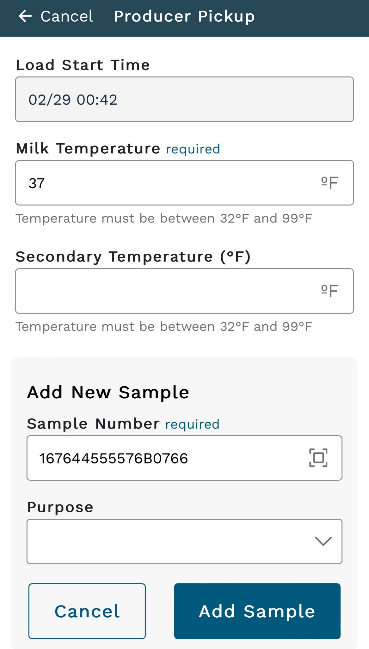 ← Cancel Producer Pickup
Load Start Time
02/29 00:42
Milk Temperature required
37 ºF
Temperature must be between 32°F and 99°F
Secondary Temperature (°F)
ºF
Temperature must be between 32°F and 99°F
Add New Sample
Sample Number required
167644555576B0766
Purpose
Cancel Add Sample